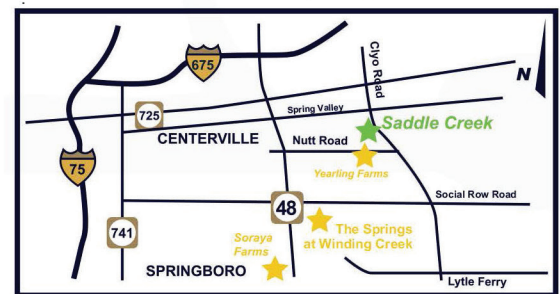 675
Clyo Road
N
725
Spring Valley
CENTERVILLE
Saddle Creek
Nutt Road
75
Yearling Farms
Social Row Road
48
741
The Springs
at Winding Creek
Soraya
Farms
SPRINGBORO
Lytle Ferry